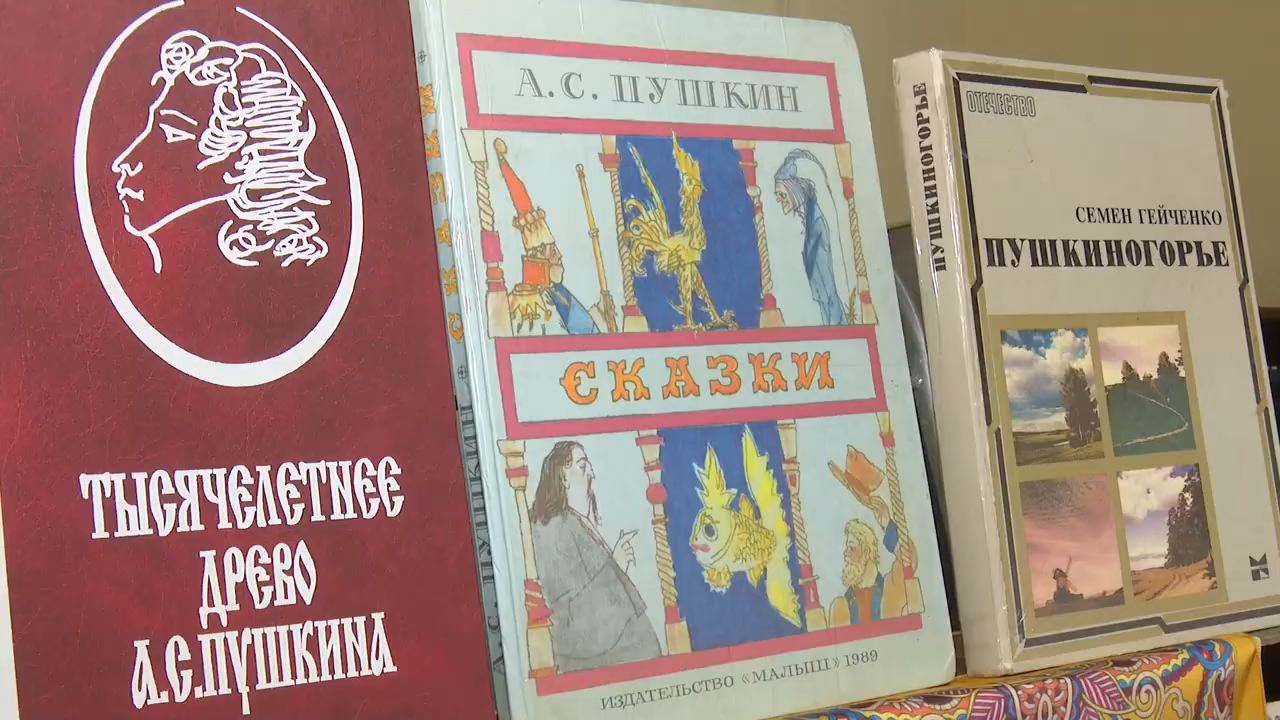 ТЫСЯЧЕЛЕТНЕЕ
ДРЕВО
А.С.ПУШКИНА
А. С. ПУШКИН
СКАЗКИ
ИЗДАТЕЛЬСТВО «МАЛЫШ» 1989
ПУШКИНОГОРЬЕ
ОТЕЧЕСТВО
СЕМЕН ГЕЙЧЕНКО
ПУШКИНОГОРЬЕ